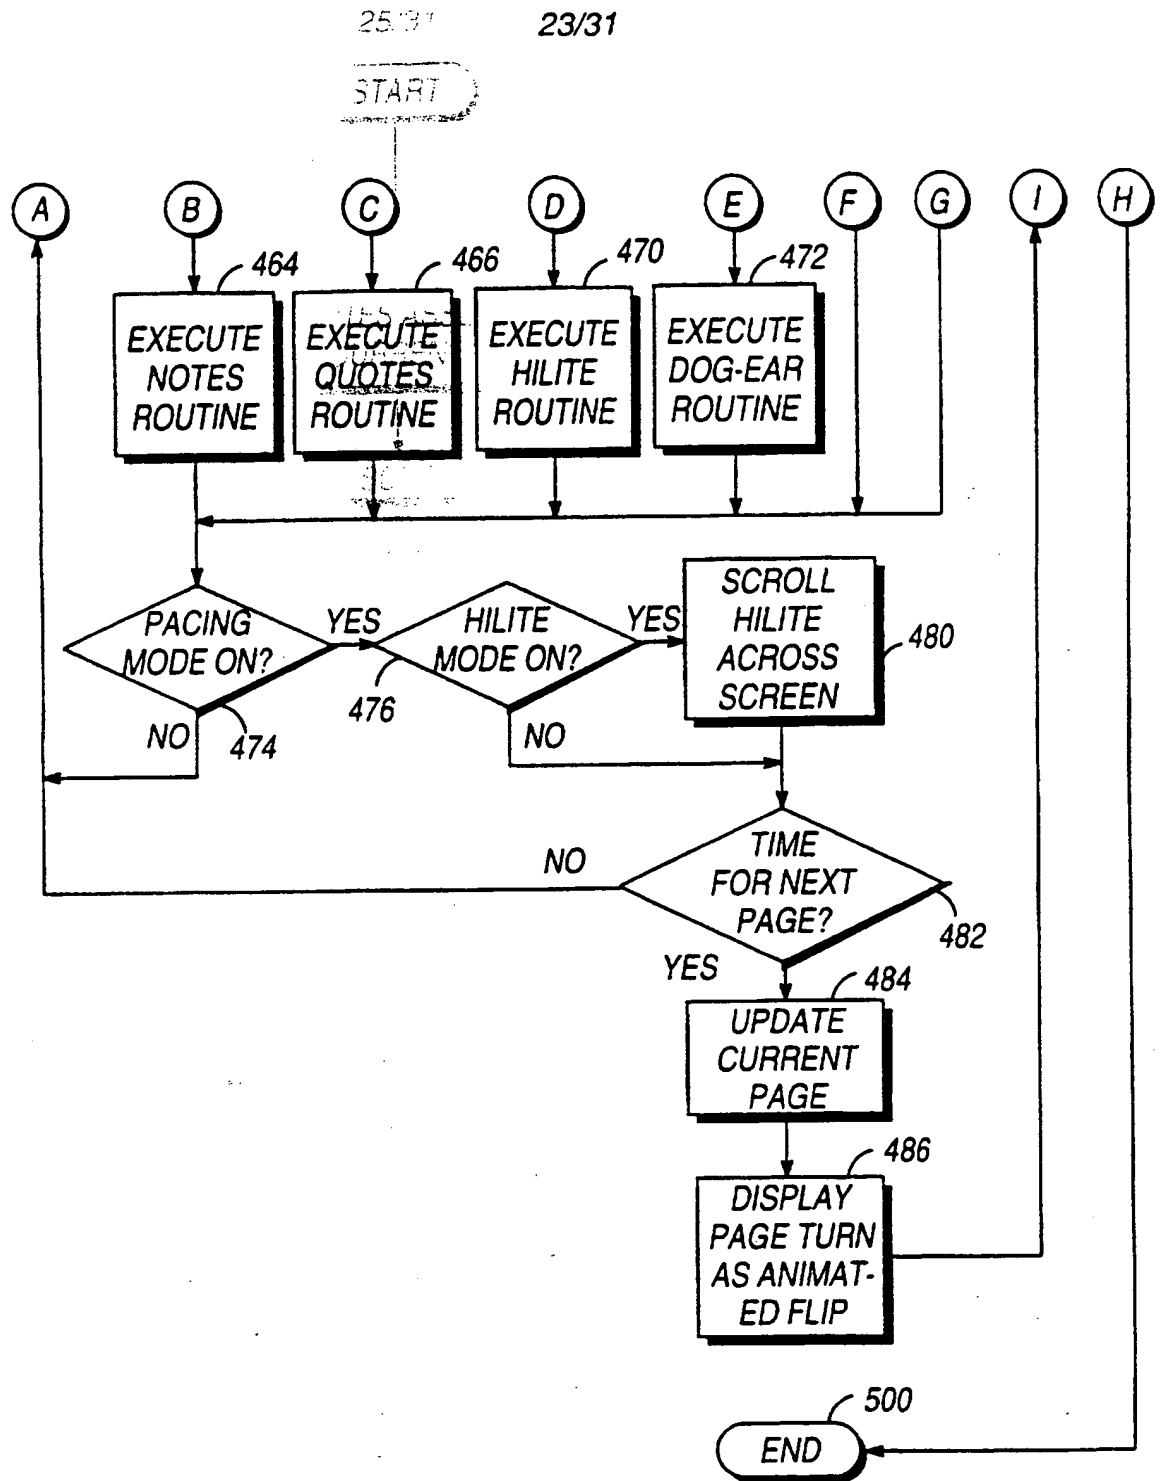 25/31
23/31
START
A
B
C
D
E
F
G
I
H
464
466
470
472
EXECUTE
NOTES
ROUTINE
EXECUTE
QUOTES
ROUTINE
EXECUTE
HILITE
ROUTINE
EXECUTE
DOG-EAR
ROUTINE
PACING
MODE ON?
YES
NO
474
HILITE
MODE ON?
YES
476
NO
SCROLL
HILITE
ACROSS
SCREEN
480
TIME
FOR NEXT
PAGE?
NO
482
YES
484
UPDATE
CURRENT
PAGE
486
DISPLAY
PAGE TURN
AS ANIMAT-
ED FLIP
500
END